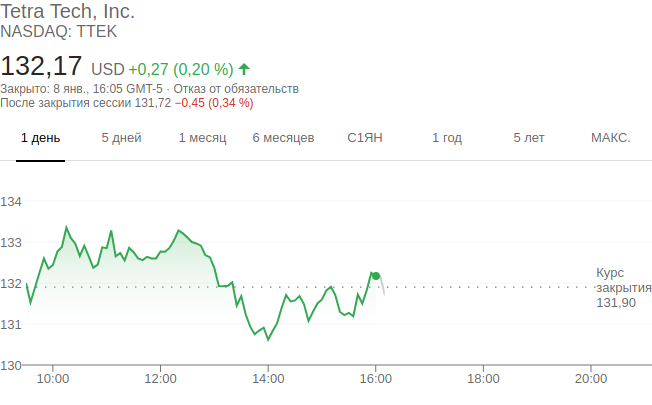 Tetra Tech, Inc.
NASDAQ: TTEK
132,17 USD +0,27 (0,20 %)
Закрыто: 8 янв., 16:05 GMT-5 · Отказ от обязательств
После закрытия сессии 131,72 −0,45 (0,34 %)
1 день 5 дней 1 месяц 6 месяцев С1ЯН 1 год 5 лет МАКС.
134
133
132
131
130
Курс
закрытия
131,90
10:00 12:00 14:00 16:00 18:00 20:00